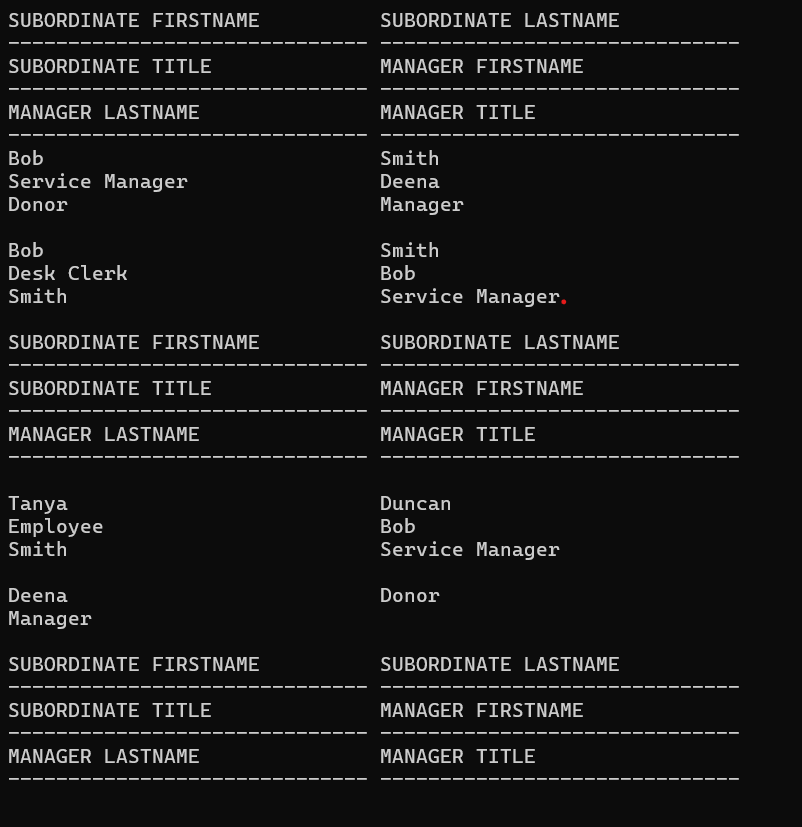 SUBORDINATE FIRSTNAME          SUBORDINATE LASTNAME
------------------------------ ------------------------------
SUBORDINATE TITLE              MANAGER FIRSTNAME
------------------------------ ------------------------------
MANAGER LASTNAME               MANAGER TITLE
------------------------------ ------------------------------
Bob                            Smith
Service Manager                Deena
Donor                          Manager

Bob                            Smith
Desk Clerk                     Bob
Smith                          Service Manager.

SUBORDINATE FIRSTNAME          SUBORDINATE LASTNAME
------------------------------ ------------------------------
SUBORDINATE TITLE              MANAGER FIRSTNAME
------------------------------ ------------------------------
MANAGER LASTNAME               MANAGER TITLE
------------------------------ ------------------------------

Tanya                          Duncan
Employee                       Bob
Smith                          Service Manager

Deena                          Donor
Manager

SUBORDINATE FIRSTNAME          SUBORDINATE LASTNAME
------------------------------ ------------------------------
SUBORDINATE TITLE              MANAGER FIRSTNAME
------------------------------ ------------------------------
MANAGER LASTNAME               MANAGER TITLE
------------------------------ ------------------------------